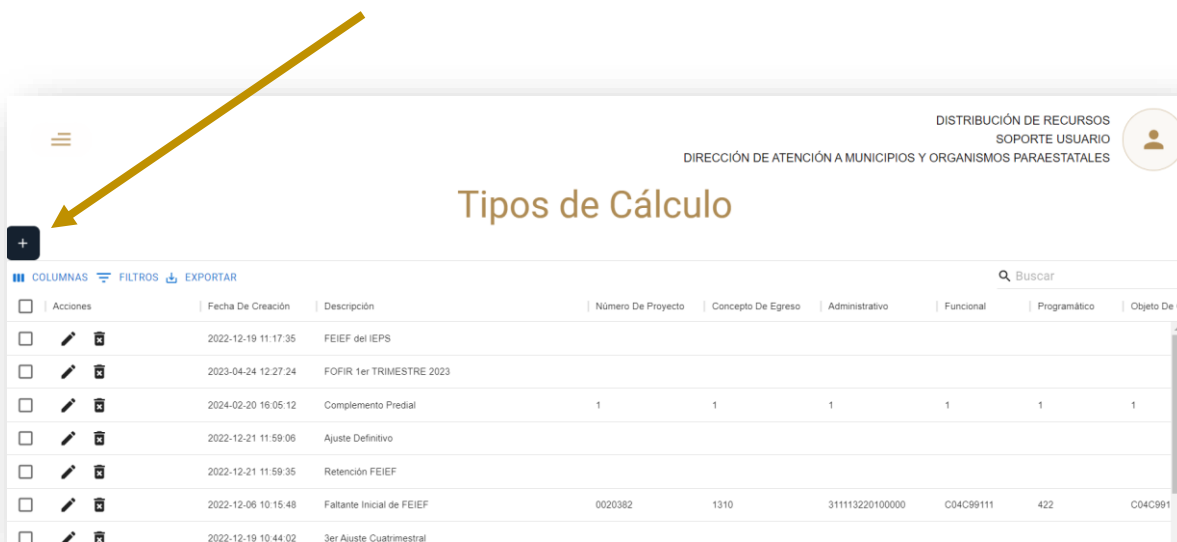 DISTRIBUCIÓN DE RECURSOS
SOPORTE USUARIO
DIRECCIÓN DE ATENCIÓN A MUNICIPIOS Y ORGANISMOS PARAESTATALES
Tipos de Cálculo
+
COLUMNAS FILTROS EXPORTAR Buscar
Acciones Fecha De Creación Descripción Número De Proyecto Concepto De Egreso Administrativo Funcional Programático Objeto De
2022-12-19 11:17:35 FEIEF del IEPS
2023-04-24 12:27:24 FOFIR 1er TRIMESTRE 2023
2024-02-20 16:05:12 Complemento Predial 1 1 1 1 1 1
2022-12-21 11:59:06 Ajuste Definitivo
2022-12-21 11:59:35 Retención FEIEF
2022-12-06 10:15:48 Faltante Inicial de FEIEF 0020382 1310 311113220100000 C04C99111 422 C04C991
2022-12-19 10:44:02 3er Ajuste Cuatrimestral